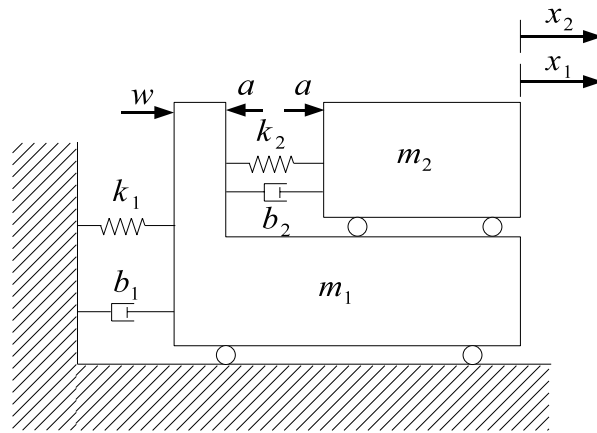 x₂
x₁
w
a
a
k₂
m₂
k₁
b₂
b₁
m₁